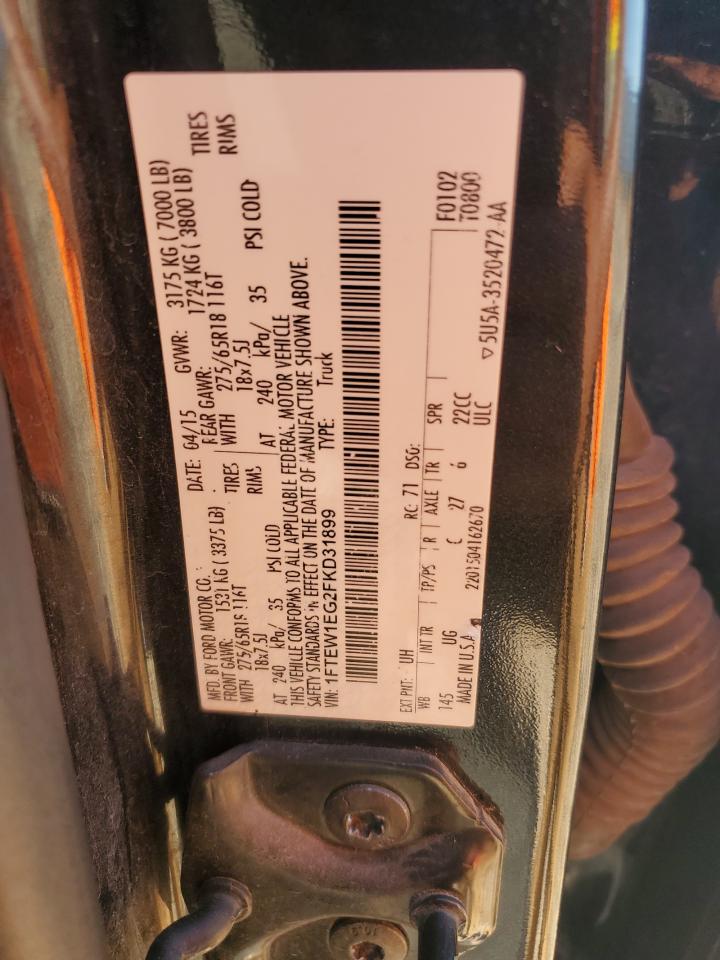 MFD. BY FORD MOTOR CO. DATE: 04/15 GVWR: 3175 KG ( 7000 LB)
FRONT GAWR: 1531 KG ( 3375 LB) REAR GAWR: 1724 KG ( 3800 LB)
WITH 275/65R18 116T TIRES WITH 275/65R18 116T TIRES
18x7.5J RIMS 18x7.5J RIMS
AT 240 kPa/ 35 PSI COLD AT 240 kPa/ 35 PSI COLD
THIS VEHICLE CONFORMS TO ALL APPLICABLE FEDERAL MOTOR VEHICLE
SAFETY STANDARDS IN EFFECT ON THE DATE OF MANUFACTURE SHOWN ABOVE.
VIN: 1FTEW1EG2FKD31899 TYPE: Truck
F0102
T0800
EXT PNT: UH RC: 71 DSO:
WB INT TR TP/PS R AXLE TR SPR
145 UG C 27 6 22CC
MADE IN U.S.A. 2201504162670 ULC
▽5U5A-3520472-AA